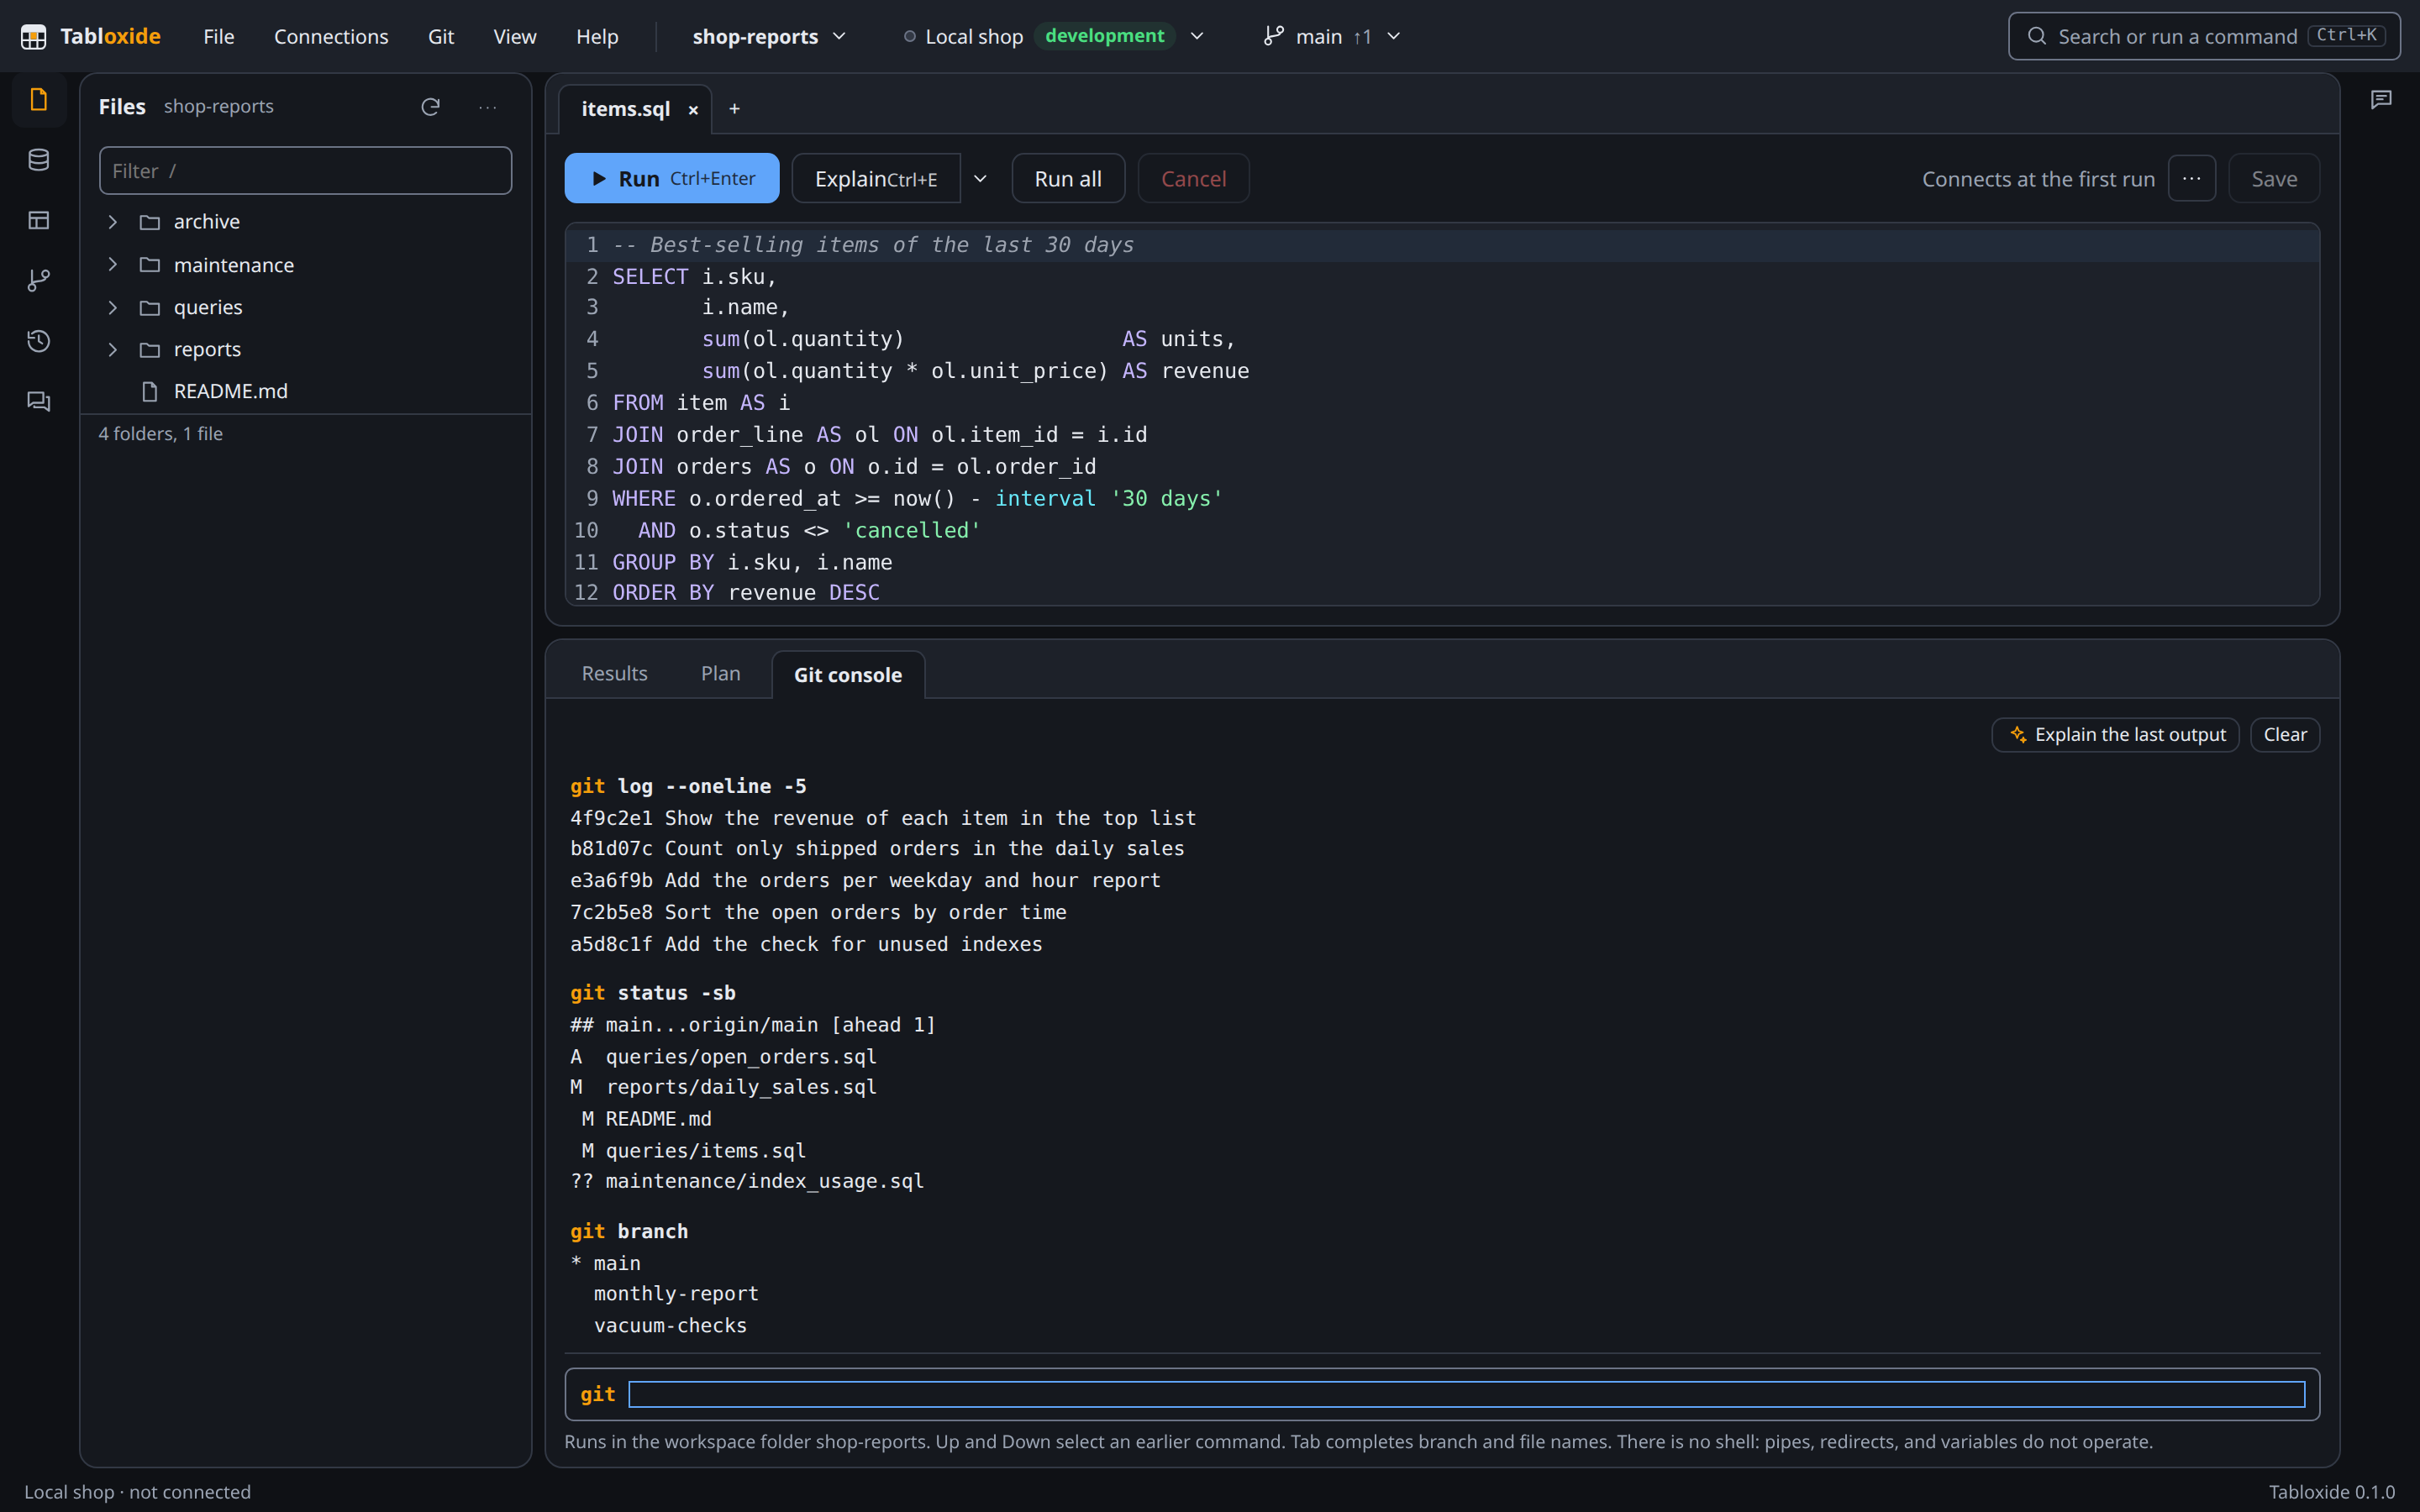 Tabloxide File Connections Git View Help shop-reports Local shop development main ↑1 Search or run a command Ctrl+K
Files shop-reports ···
Filter /
archive
maintenance
queries
reports
README.md
4 folders, 1 file
items.sql × +
Run Ctrl+Enter ExplainCtrl+E Run all Cancel Connects at the first run ··· Save
1 -- Best-selling items of the last 30 days
2 SELECT i.sku,
3        i.name,
4        sum(ol.quantity)                 AS units,
5        sum(ol.quantity * ol.unit_price) AS revenue
6 FROM item AS i
7 JOIN order_line AS ol ON ol.item_id = i.id
8 JOIN orders AS o ON o.id = ol.order_id
9 WHERE o.ordered_at >= now() - interval '30 days'
10   AND o.status <> 'cancelled'
11 GROUP BY i.sku, i.name
12 ORDER BY revenue DESC
Results Plan Git console
Explain the last output Clear
git log --oneline -5
4f9c2e1 Show the revenue of each item in the top list
b81d07c Count only shipped orders in the daily sales
e3a6f9b Add the orders per weekday and hour report
7c2b5e8 Sort the open orders by order time
a5d8c1f Add the check for unused indexes
git status -sb
## main...origin/main [ahead 1]
A  queries/open_orders.sql
M  reports/daily_sales.sql
 M README.md
 M queries/items.sql
?? maintenance/index_usage.sql
git branch
* main
  monthly-report
  vacuum-checks
git
Runs in the workspace folder shop-reports. Up and Down select an earlier command. Tab completes branch and file names. There is no shell: pipes, redirects, and variables do not operate.
Local shop · not connected Tabloxide 0.1.0